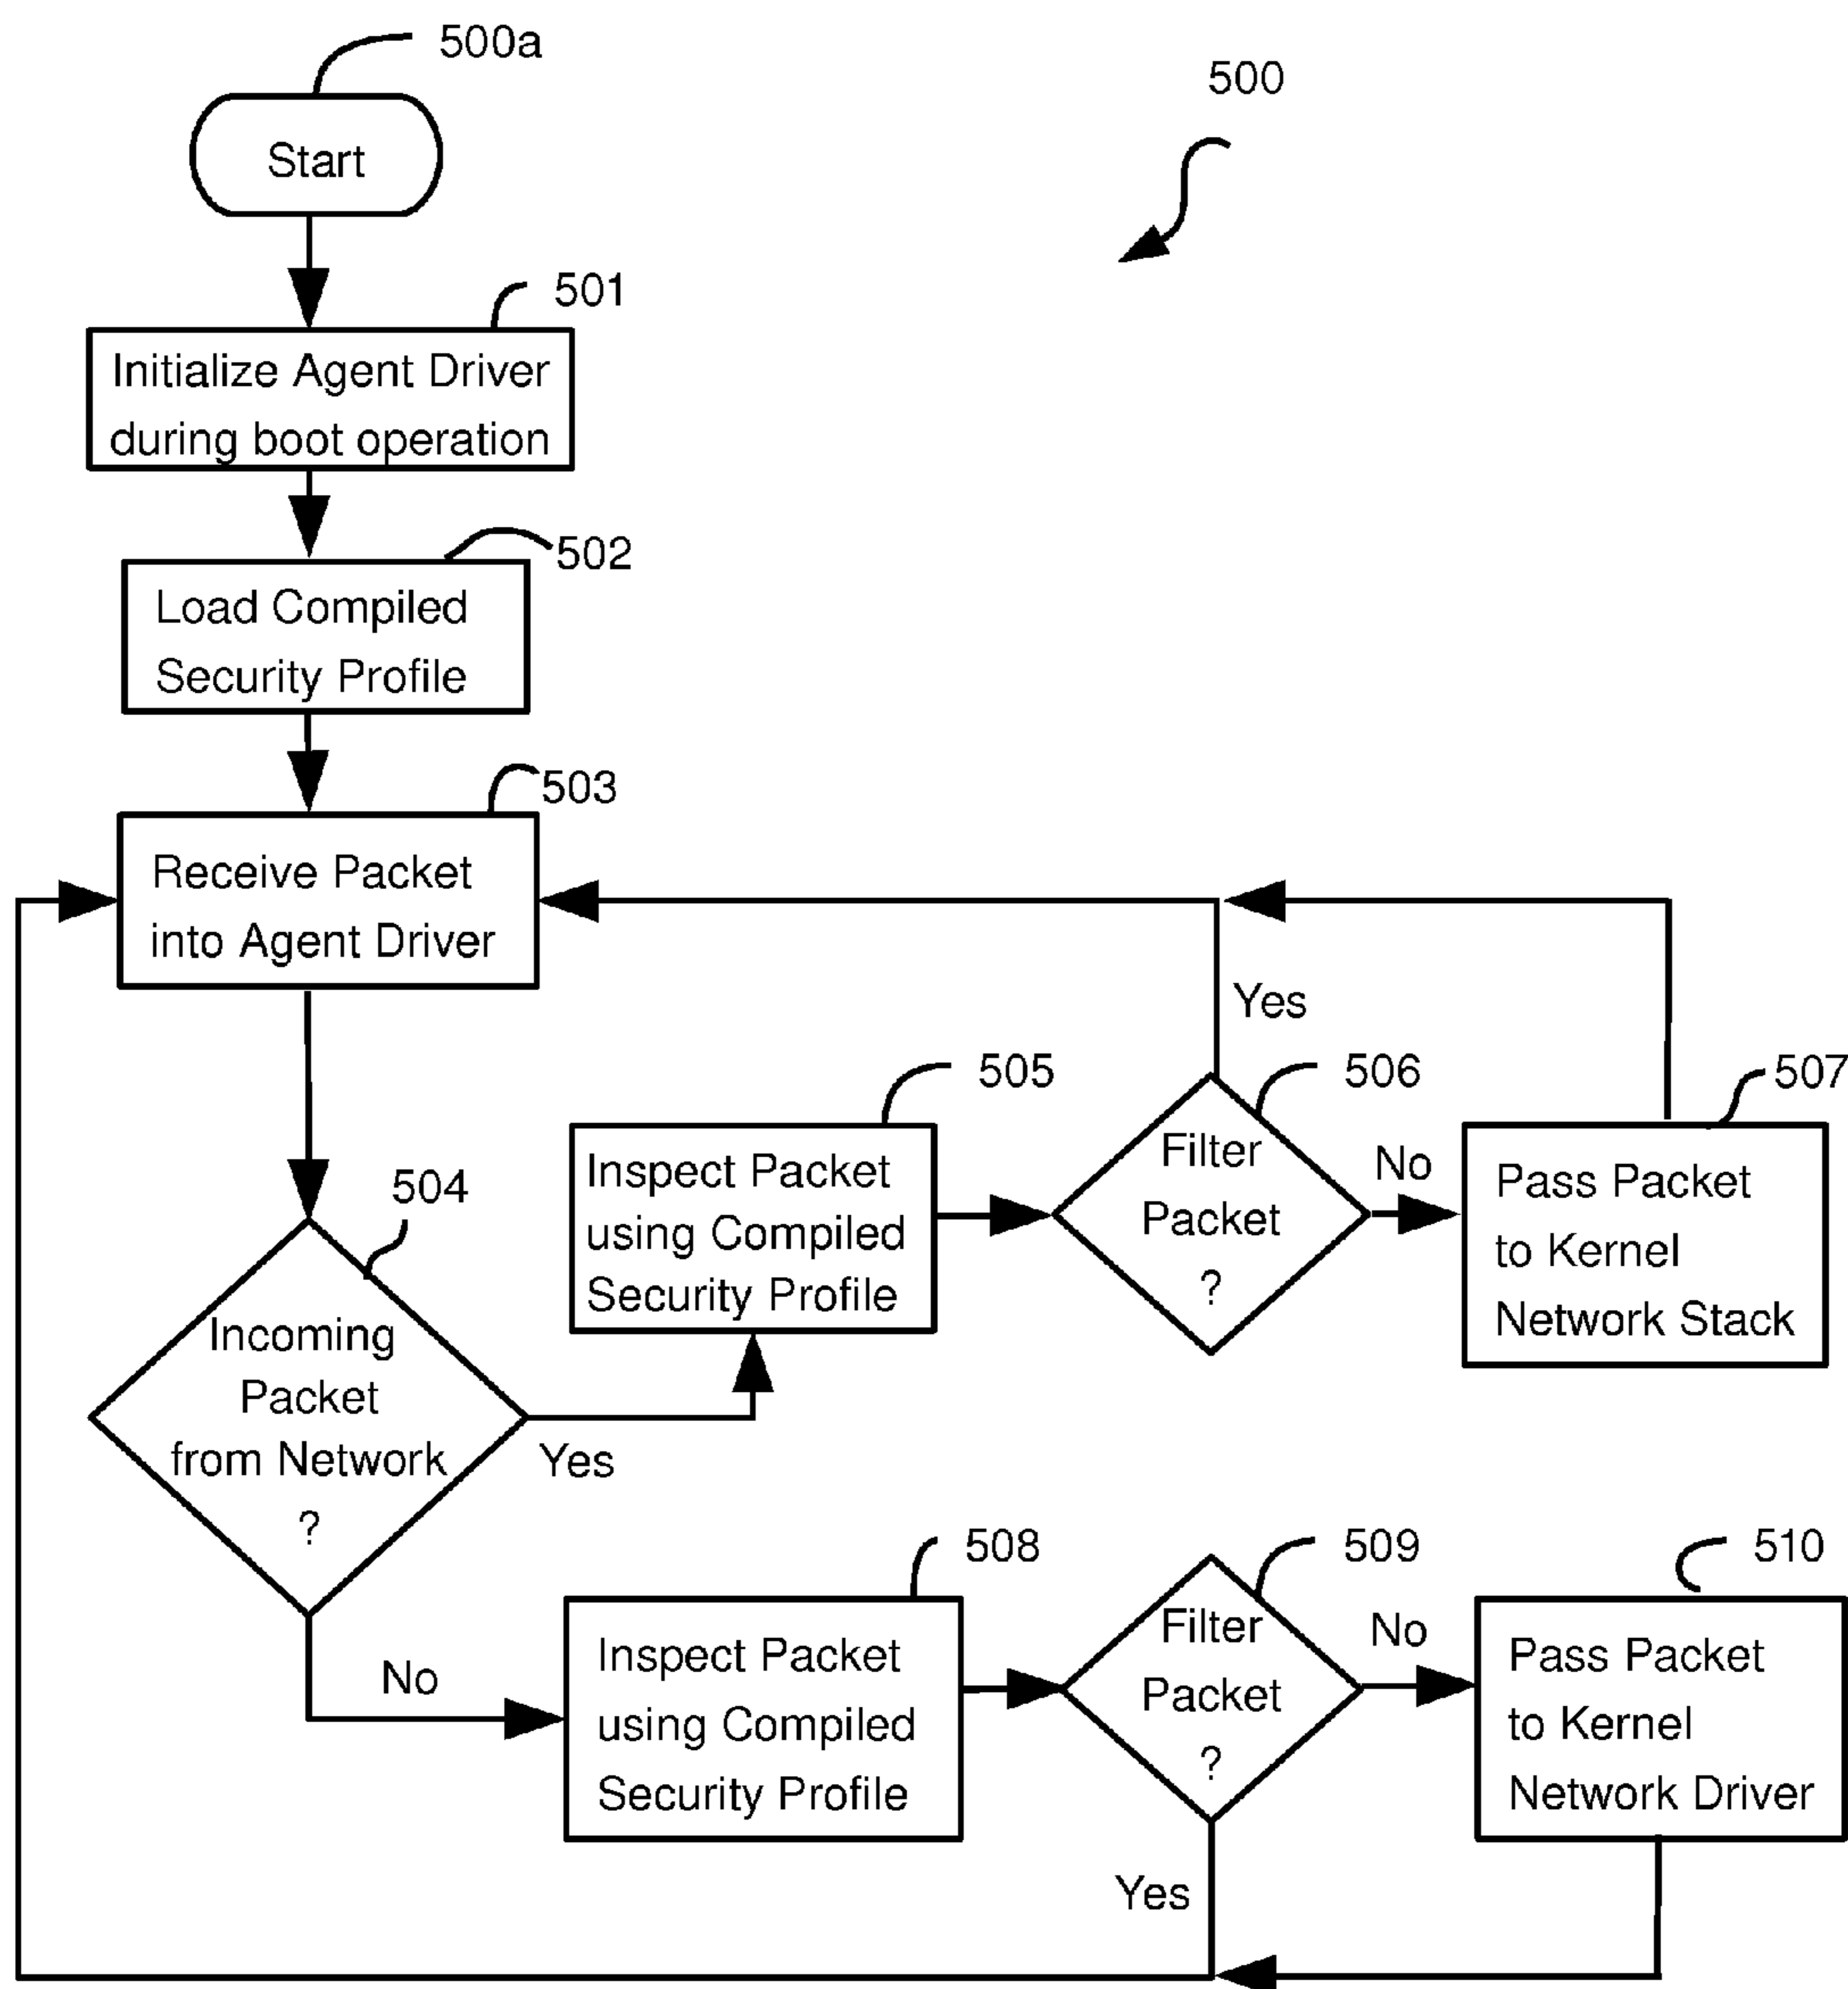 500a
500
Start
501
Initialize Agent Driver
during boot operation
502
Load Compiled
Security Profile
503
Receive Packet
into Agent Driver
Yes
504
Incoming
Packet
from Network
?
Yes
505
Inspect Packet
using Compiled
Security Profile
506
Filter
Packet
?
No
507
Pass Packet
to Kernel
Network Stack
No
508
Inspect Packet
using Compiled
Security Profile
509
Filter
Packet
?
No
510
Pass Packet
to Kernel
Network Driver
Yes